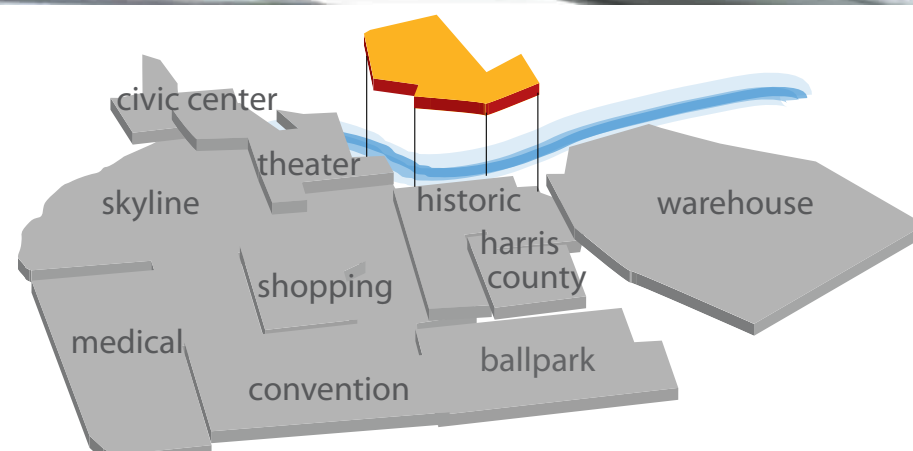 civic center
theater
skyline
historic
warehouse
harris
county
shopping
medical
ballpark
convention